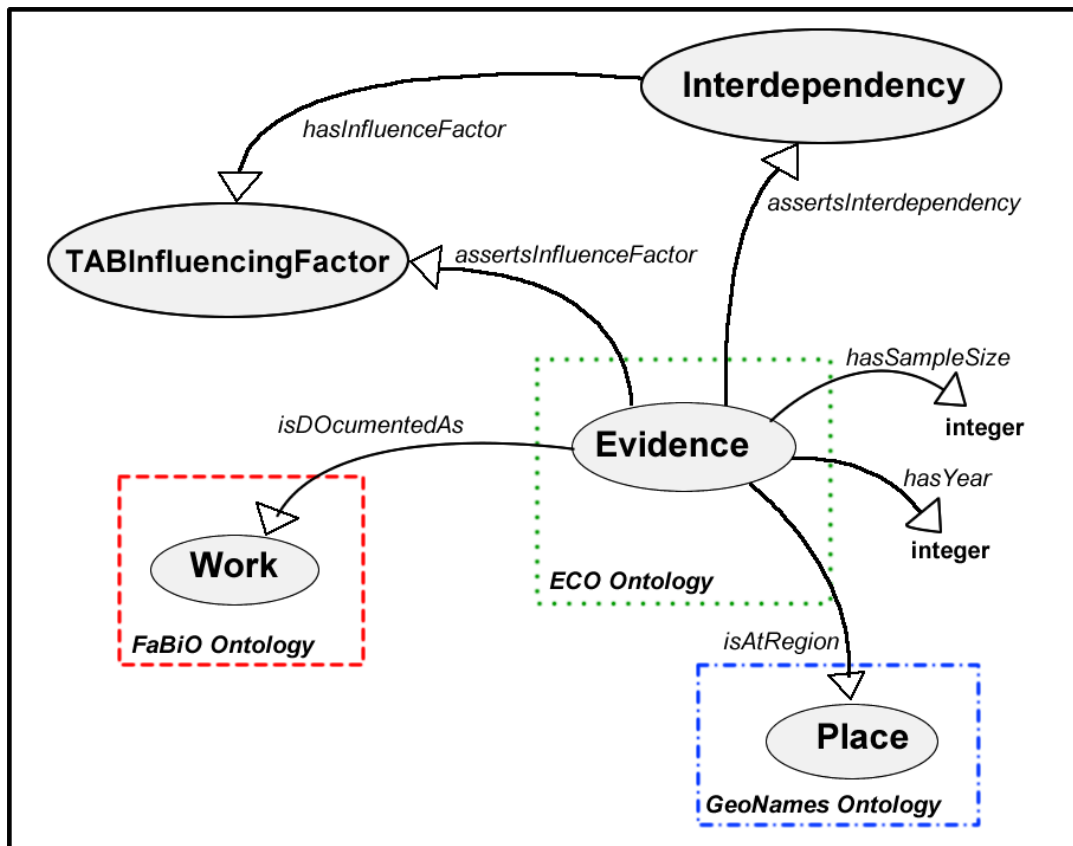 Interdependency
hasInfluenceFactor
assertsInterdependency
TABInfluencingFactor
assertsInfluenceFactor
hasSampleSize
integer
isDOcumentedAs
Evidence
hasYear
integer
Work
ECO Ontology
FaBiO Ontology
isAtRegion
Place
GeoNames Ontology